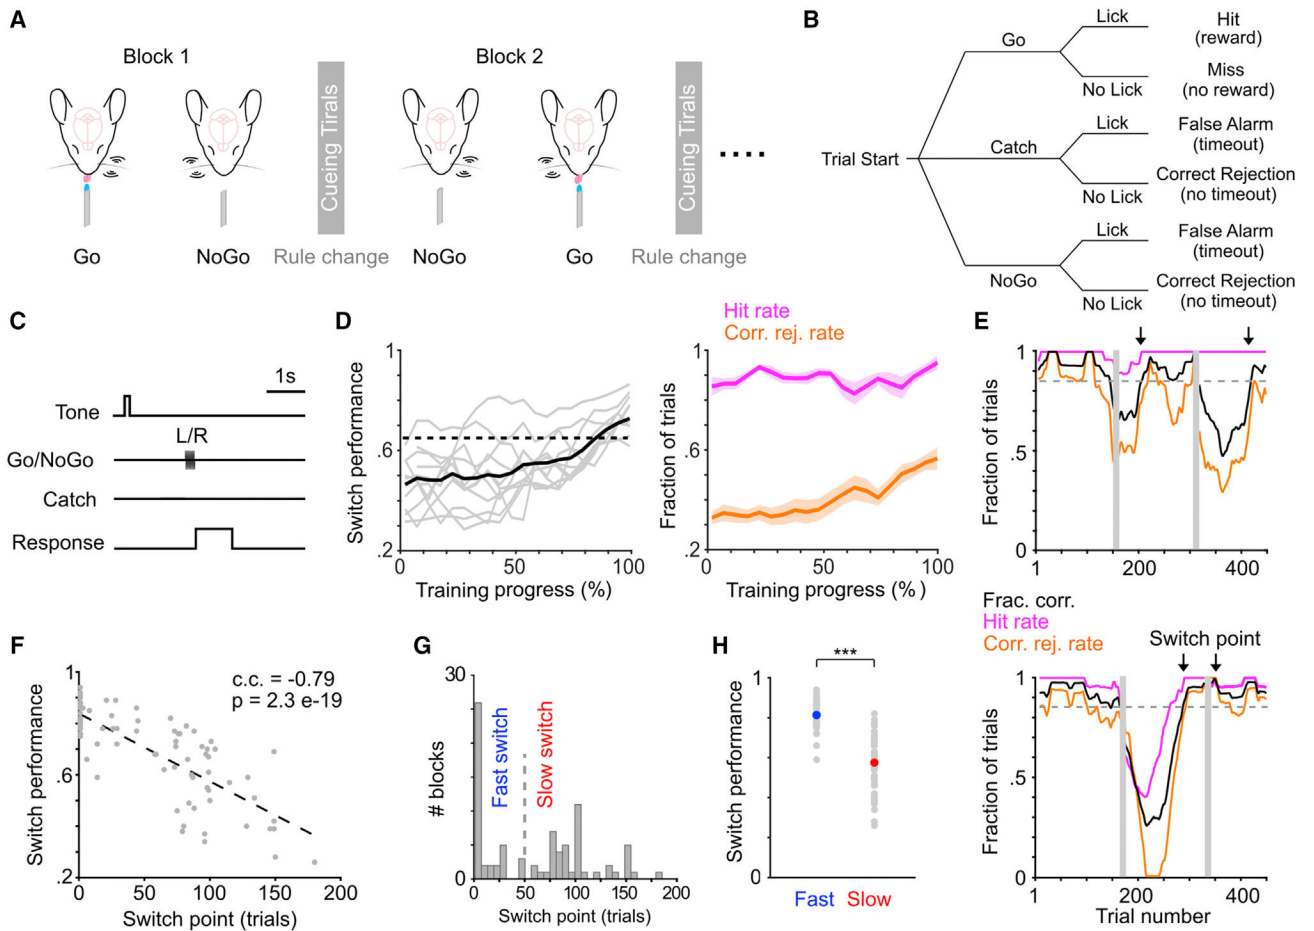 A
Block 1
Block 2
Cueing Tirals
Cueing Tirals
Go
NoGo
Rule change
NoGo
Go
Rule change
B
Trial Start
Go
Lick
Hit
(reward)
No Lick
Miss
(no reward)
Catch
Lick
False Alarm
(timeout)
No Lick
Correct Rejection
(no timeout)
NoGo
Lick
False Alarm
(timeout)
No Lick
Correct Rejection
(no timeout)
C
1s
Tone
L/R
Go/NoGo
Catch
Response
D
Switch performance
1
.6
.2
0
50
100
Training progress (%)
Hit rate
Corr. rej. rate
Fraction of trials
1
.6
.2
0
50
100
Training progress (%)
E
Fraction of trials
1
.5
0
1
200
400
Frac. corr.
Hit rate
Corr. rej. rate
Switch point
Fraction of trials
1
.5
0
1
200
400
Trial number
F
Switch performance
1
.6
.2
c.c. = -0.79
p = 2.3 e-19
0
50
100
150
200
Switch point (trials)
G
# blocks
30
0
Fast switch
Slow switch
0
50
100
150
200
Switch point (trials)
H
***
Switch performance
1
0
Fast
Slow